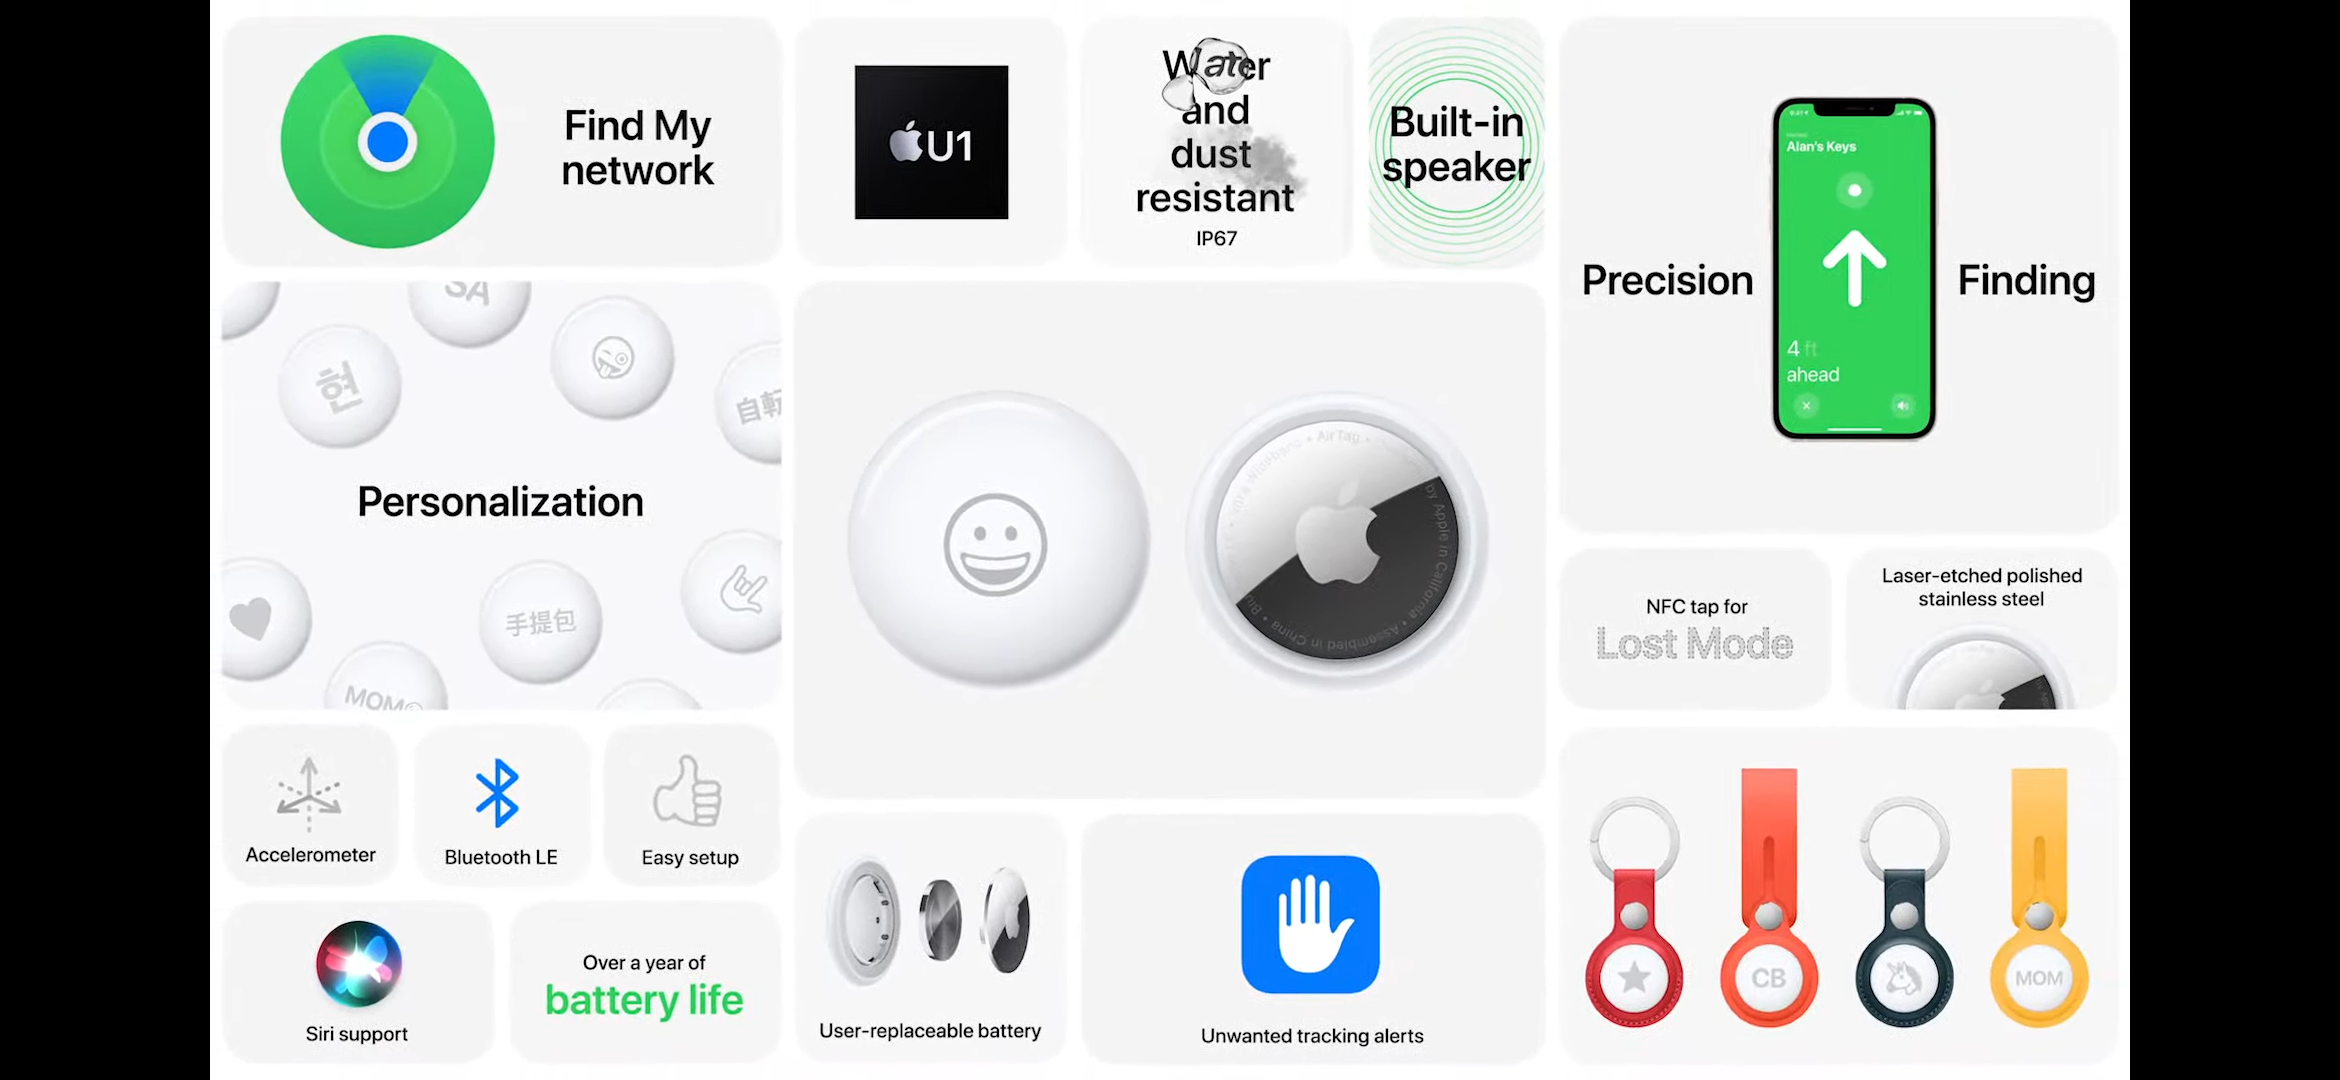 Find My
network
U1
Water
and
dust
resistant
IP67
Built-in
speaker
Precision
Finding
Alan's Keys
4 ft
ahead
SA
현
自転
Personalization
手提包
MOM
AirTag
by Apple in California • Assembled in China •
NFC tap for
Lost Mode
Laser-etched polished
stainless steel
Accelerometer
Bluetooth LE
Easy setup
Siri support
Over a year of
battery life
User-replaceable battery
Unwanted tracking alerts
CB
MOM